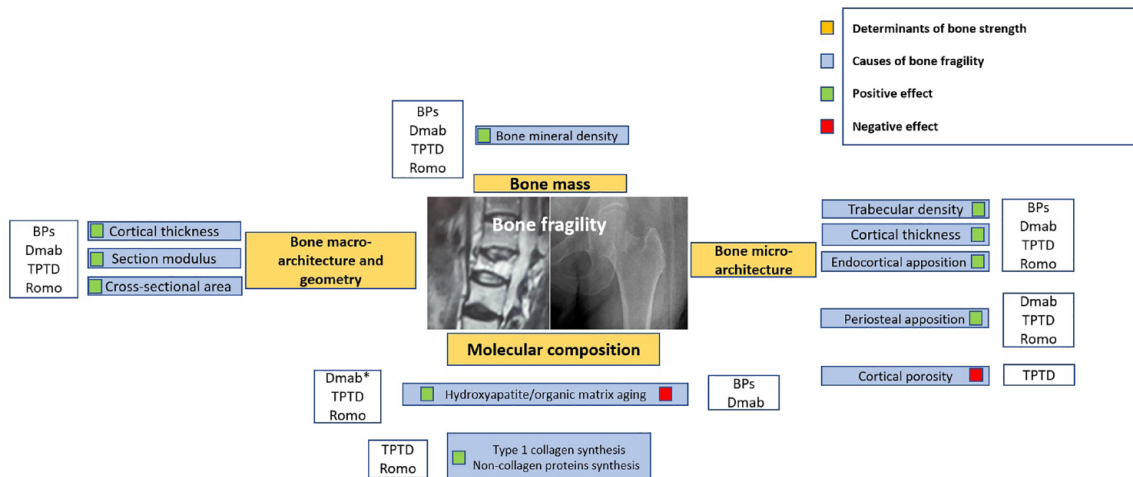 Determinants of bone strength
Causes of bone fragility
Positive effect
Negative effect
BPs
Dmab
TPTD
Romo
Bone mineral density
Bone mass
Bone fragility
BPs
Dmab
TPTD
Romo
Cortical thickness
Section modulus
Cross-sectional area
Bone macro-
architecture and
geometry
Bone micro-
architecture
Trabecular density
Cortical thickness
Endocortical apposition
BPs
Dmab
TPTD
Romo
Periosteal apposition
Dmab
TPTD
Romo
Cortical porosity
TPTD
Molecular composition
Dmab*
TPTD
Romo
Hydroxyapatite/organic matrix aging
BPs
Dmab
TPTD
Romo
Type 1 collagen synthesis
Non-collagen proteins synthesis